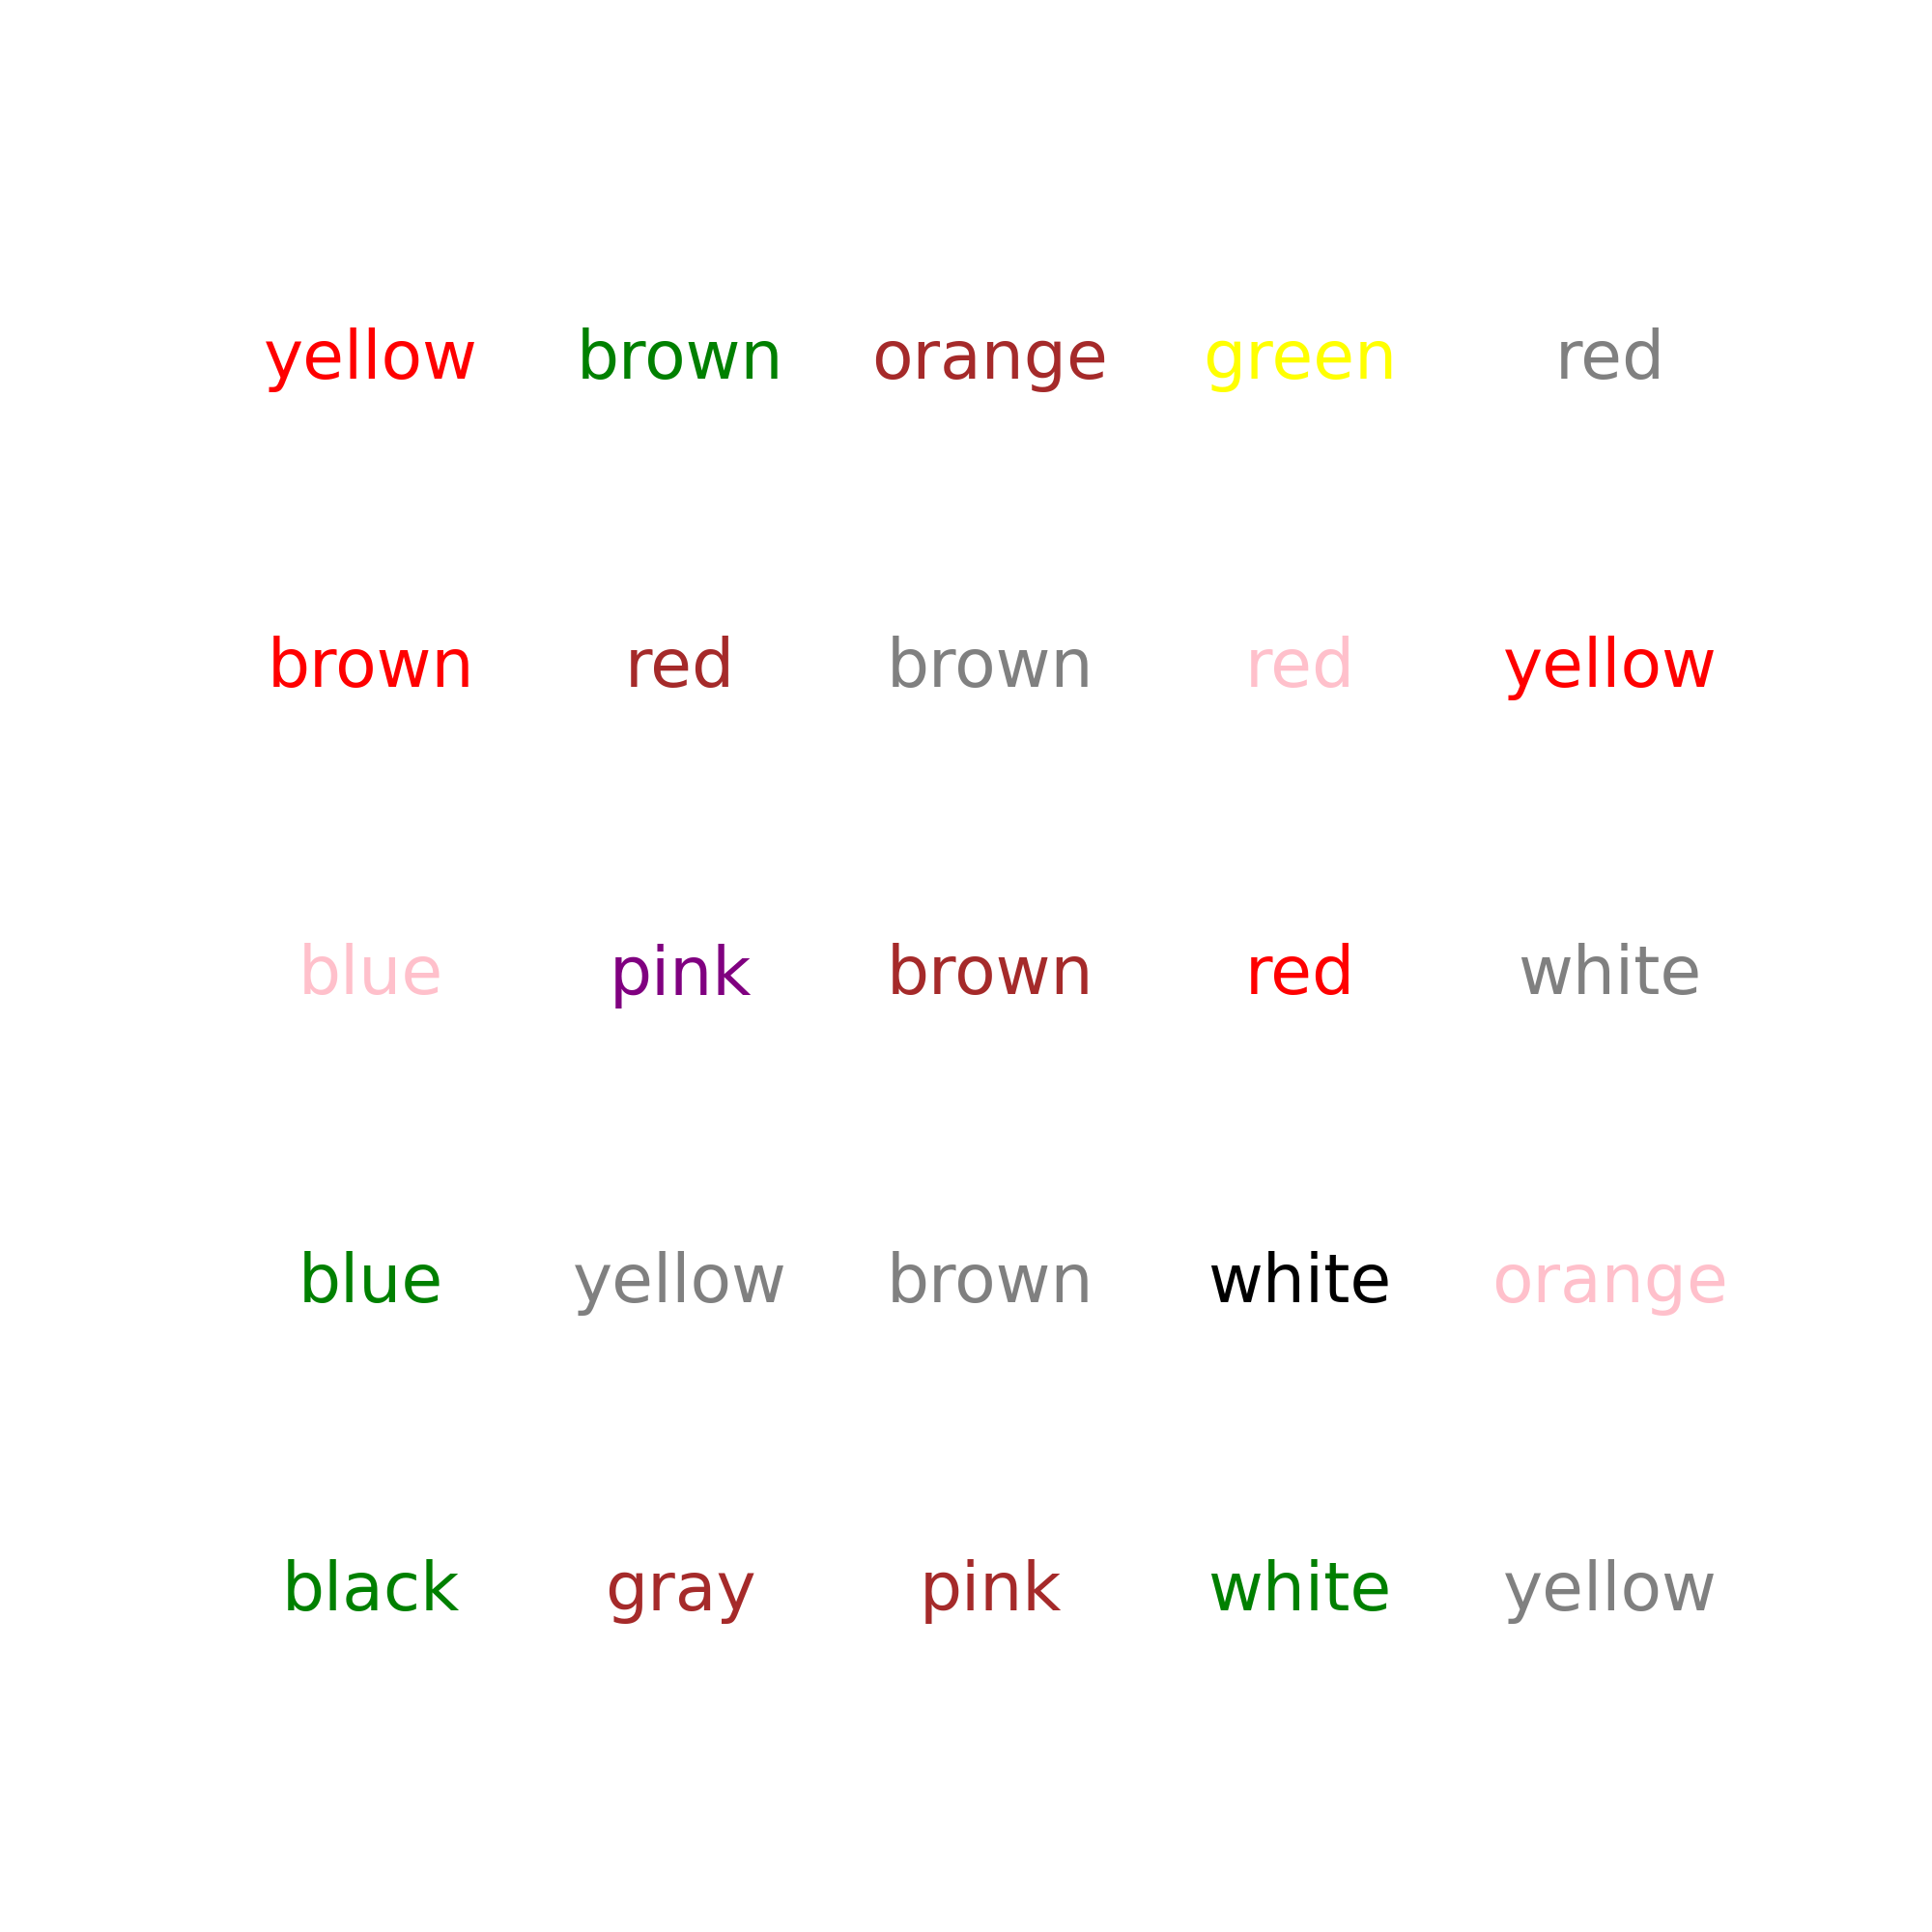 yellow brown orange green red
brown red brown red yellow
blue pink brown red white
blue yellow brown white orange
black gray pink white yellow